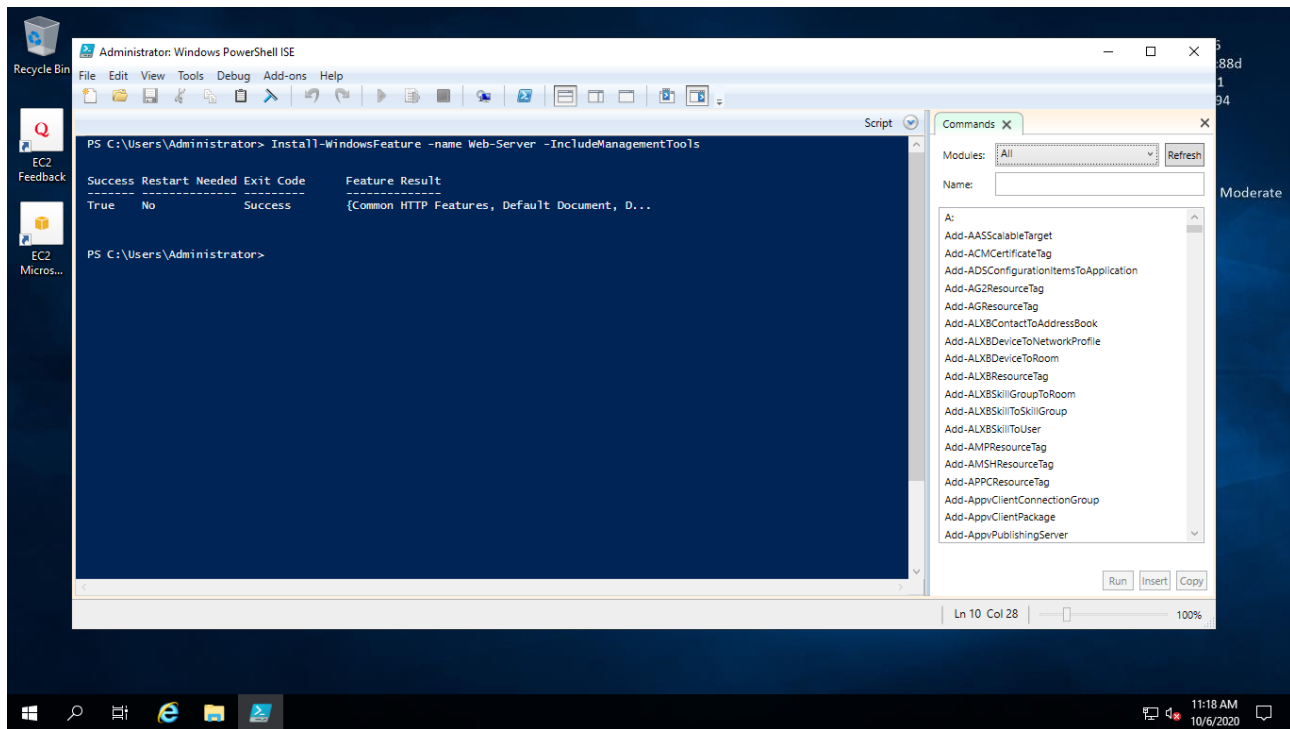 Recycle Bin
EC2
Feedback
EC2
Micros...
Administrator: Windows PowerShell ISE
File Edit View Tools Debug Add-ons Help
Script
PS C:\Users\Administrator> Install-WindowsFeature -name Web-Server -IncludeManagementTools
Success Restart Needed Exit Code Feature Result
------- -------------- --------- --------------
True No Success {Common HTTP Features, Default Document, D...
PS C:\Users\Administrator>
Commands
Modules: All Refresh
Name:
A:
Add-AASScalableTarget
Add-ACMCertificateTag
Add-ADSConfigurationItemsToApplication
Add-AG2ResourceTag
Add-AGResourceTag
Add-ALXBContactToAddressBook
Add-ALXBDeviceToNetworkProfile
Add-ALXBDeviceToRoom
Add-ALXBResourceTag
Add-ALXBSkillGroupToRoom
Add-ALXBSkillToSkillGroup
Add-ALXBSkillToUser
Add-AMPResourceTag
Add-AMSHResourceTag
Add-APPCResourceTag
Add-AppvClientConnectionGroup
Add-AppvClientPackage
Add-AppvPublishingServer
Run Insert Copy
Ln 10 Col 28 100%
:88d
1
94
Moderate
11:18 AM
10/6/2020